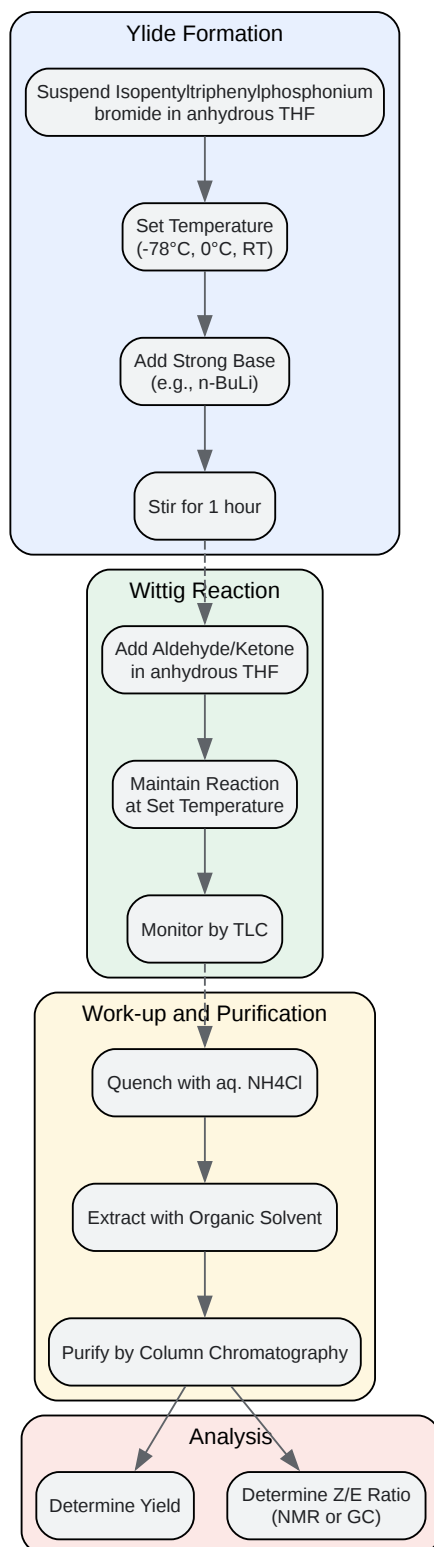 Ylide Formation
Suspend Isopentyltriphenylphosphonium
bromide in anhydrous THF
Set Temperature
(-78°C, 0°C, RT)
Add Strong Base
(e.g., n-BuLi)
Stir for 1 hour
Wittig Reaction
Add Aldehyde/Ketone
in anhydrous THF
Maintain Reaction
at Set Temperature
Monitor by TLC
Work-up and Purification
Quench with aq. NH4Cl
Extract with Organic Solvent
Purify by Column Chromatography
Analysis
Determine Yield
Determine Z/E Ratio
(NMR or GC)